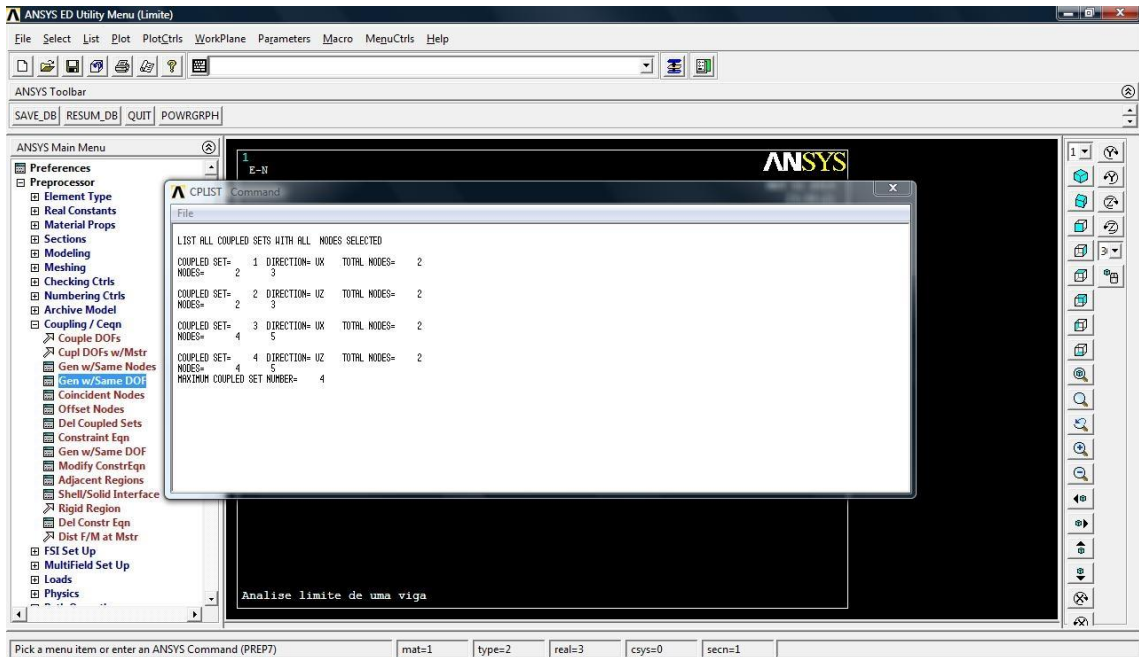 ANSYS ED Utility Menu (Limite)
File Select List Plot PlotCtrls WorkPlane Parameters Macro MenuCtrls Help
ANSYS Toolbar
SAVE_DB RESUM_DB QUIT POWRGRPH
ANSYS Main Menu
Preferences
Preprocessor
Element Type
Real Constants
Material Props
Sections
Modeling
Meshing
Checking Ctrls
Numbering Ctrls
Archive Model
Coupling / Ceqn
Couple DOFs
Cupl DOFs w/Mstr
Gen w/Same Nodes
Gen w/Same DOF
Coincident Nodes
Offset Nodes
Del Coupled Sets
Constraint Eqn
Gen w/Same DOF
Modify ConstrEqn
Adjacent Regions
Shell/Solid Interface
Rigid Region
Del Constr Eqn
Dist F/M at Mstr
FSI Set Up
MultiField Set Up
Loads
Physics
1
E-N
ANSYS
CPLIST Command
File
LIST ALL COUPLED SETS WITH ALL NODES SELECTED
COUPLED SET= 1 DIRECTION= UX TOTAL NODES= 2
NODES= 2 3
COUPLED SET= 2 DIRECTION= UZ TOTAL NODES= 2
NODES= 2 3
COUPLED SET= 3 DIRECTION= UX TOTAL NODES= 2
NODES= 4 5
COUPLED SET= 4 DIRECTION= UZ TOTAL NODES= 2
NODES= 4 5
MAXIMUM COUPLED SET NUMBER= 4
Analise limite de uma viga
1
Pick a menu item or enter an ANSYS Command (PREP7) mat=1 type=2 real=3 csys=0 secn=1